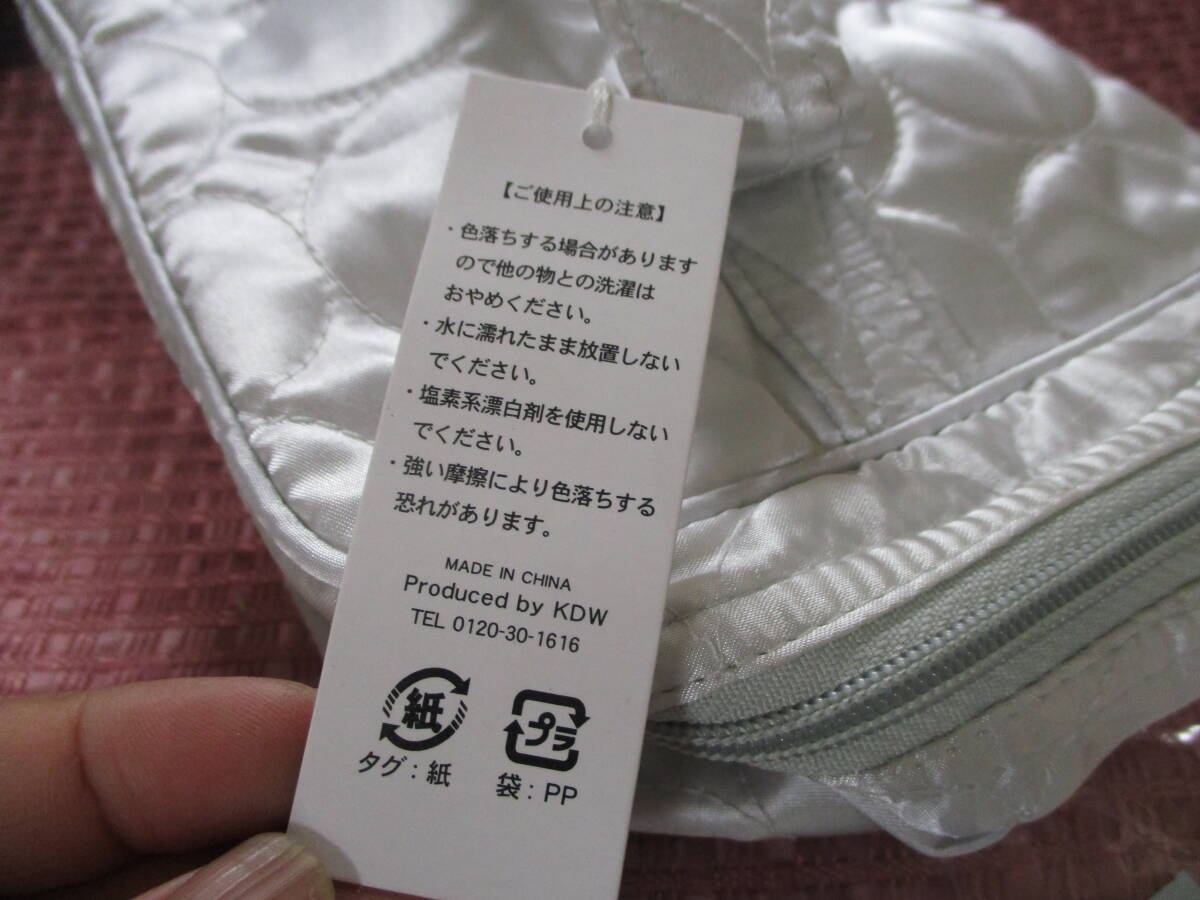 【ご使用上の注意】
・色落ちする場合があります
ので他の物との洗濯は
おやめください。
・水に濡れたまま放置しない
でください。
・塩素系漂白剤を使用しない
でください。
・強い摩擦により色落ちする
恐れがあります。
MADE IN CHINA
Produced by KDW
TEL 0120-30-1616
紙 プラ
タグ：紙 袋：PP